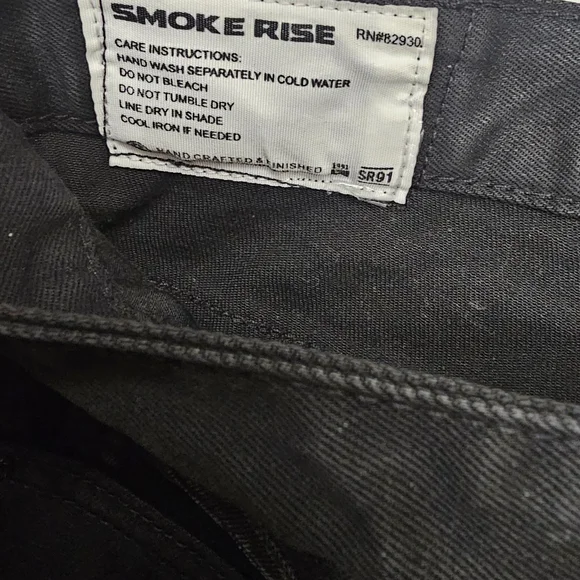 SMOKE RISE RN#82930
CARE INSTRUCTIONS:
HAND WASH SEPARATELY IN COLD WATER
DO NOT BLEACH
DO NOT TUMBLE DRY
LINE DRY IN SHADE
COOL IRON IF NEEDED
HAND CRAFTED & FINISHED SR91